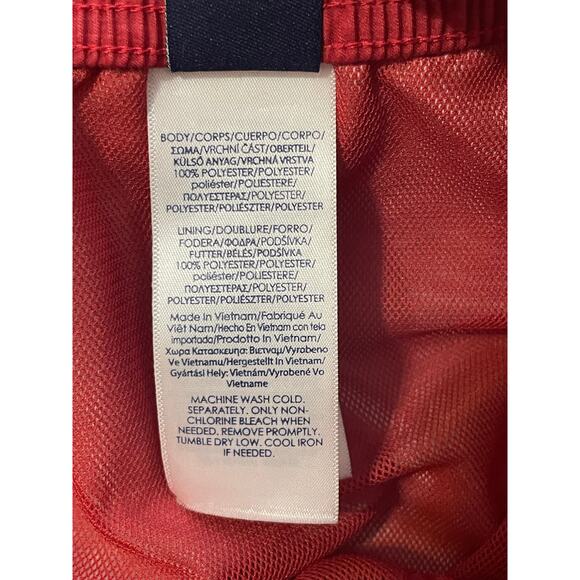 BODY/CORPS/CUERPO/CORPO/
ΣΩΜΑ/VRCHNÍ ČÁST/OBERTEIL/
KÜLSŐ ANYAG/VRCHNÁ VRSTVA
100% POLYESTER/POLYESTER/
poliéster/POLIESTERE/
ΠΟΛΥΕΣΤΕΡΑΣ/POLYESTER/
POLYESTER/POLIÉSZTER/POLYESTER
LINING/DOUBLURE/FORRO/
FODERA/ΦΟΔΡΑ/PODŠÍVKA/
FUTTER/BÉLÉS/PODŠÍVKA
100% POLYESTER/POLYESTER/
poliéster/POLIESTERE/
ΠΟΛΥΕΣΤΕΡΑΣ/POLYESTER/
POLYESTER/POLIÉSZTER/POLYESTER
Made In Vietnam/Fabriqué Au
Viêt Nam/Hecho En Vietnam con tela
importada/Prodotto In Vietnam/
Χωρα Κατασκευησ: Βιετναμ/Vyrobeno
Ve Vietnamu/Hergestellt In Vietnam/
Gyártási Hely: Vietnám/Vyrobené Vo
Vietname
MACHINE WASH COLD.
SEPARATELY. ONLY NON-
CHLORINE BLEACH WHEN
NEEDED. REMOVE PROMPTLY.
TUMBLE DRY LOW. COOL IRON
IF NEEDED.